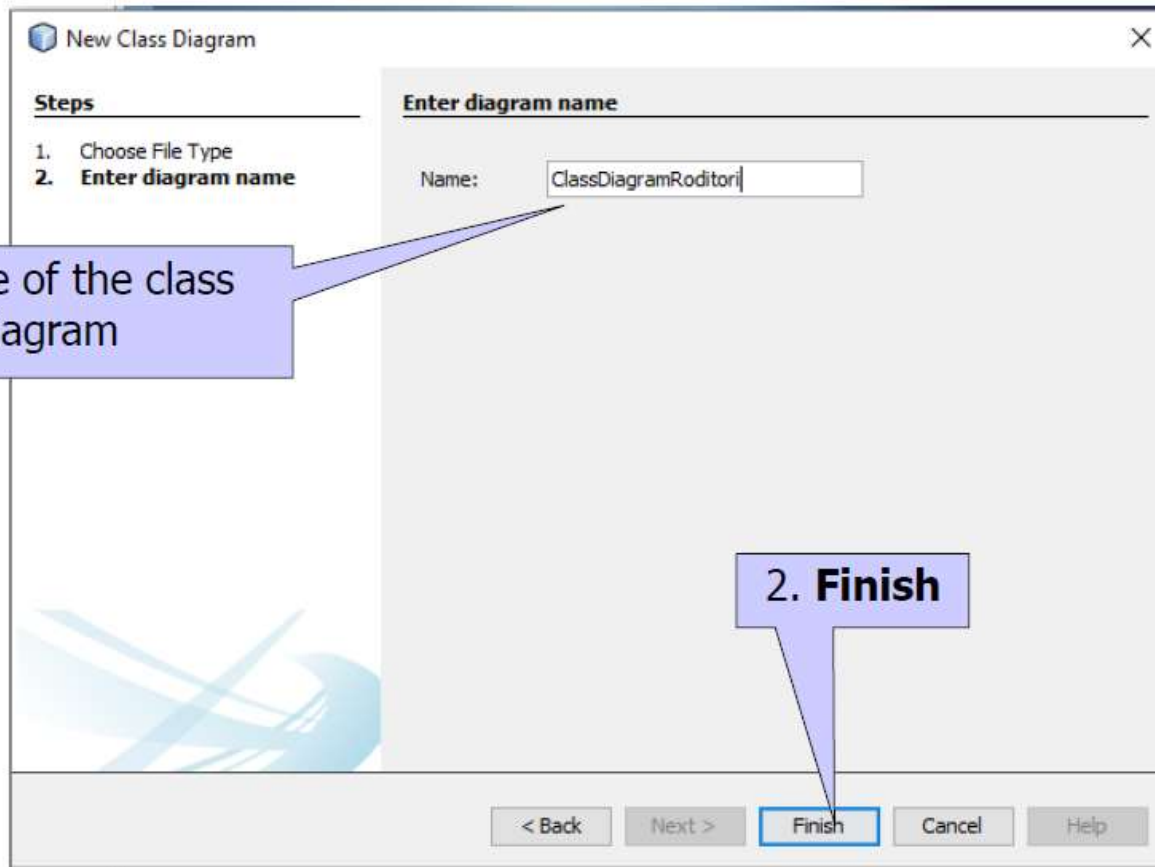 New Class Diagram
Steps
1. Choose File Type
2. Enter diagram name
Enter diagram name
Name: ClassDiagramRoditori
of the class
2. Finish
< Back Next > Finish Cancel Help